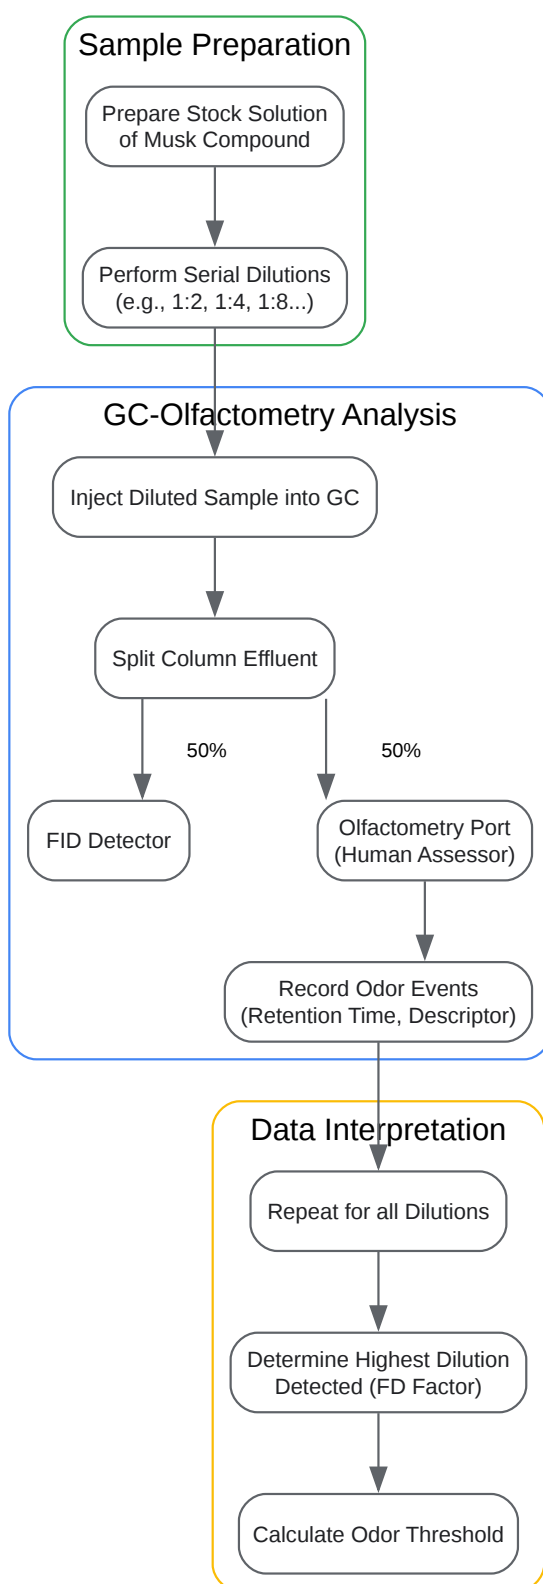 Sample Preparation
Prepare Stock Solution
of Musk Compound
Perform Serial Dilutions
(e.g., 1:2, 1:4, 1:8...)
GC-Olfactometry Analysis
Inject Diluted Sample into GC
Split Column Effluent
50%
50%
FID Detector
Olfactometry Port
(Human Assessor)
Record Odor Events
(Retention Time, Descriptor)
Data Interpretation
Repeat for all Dilutions
Determine Highest Dilution
Detected (FD Factor)
Calculate Odor Threshold